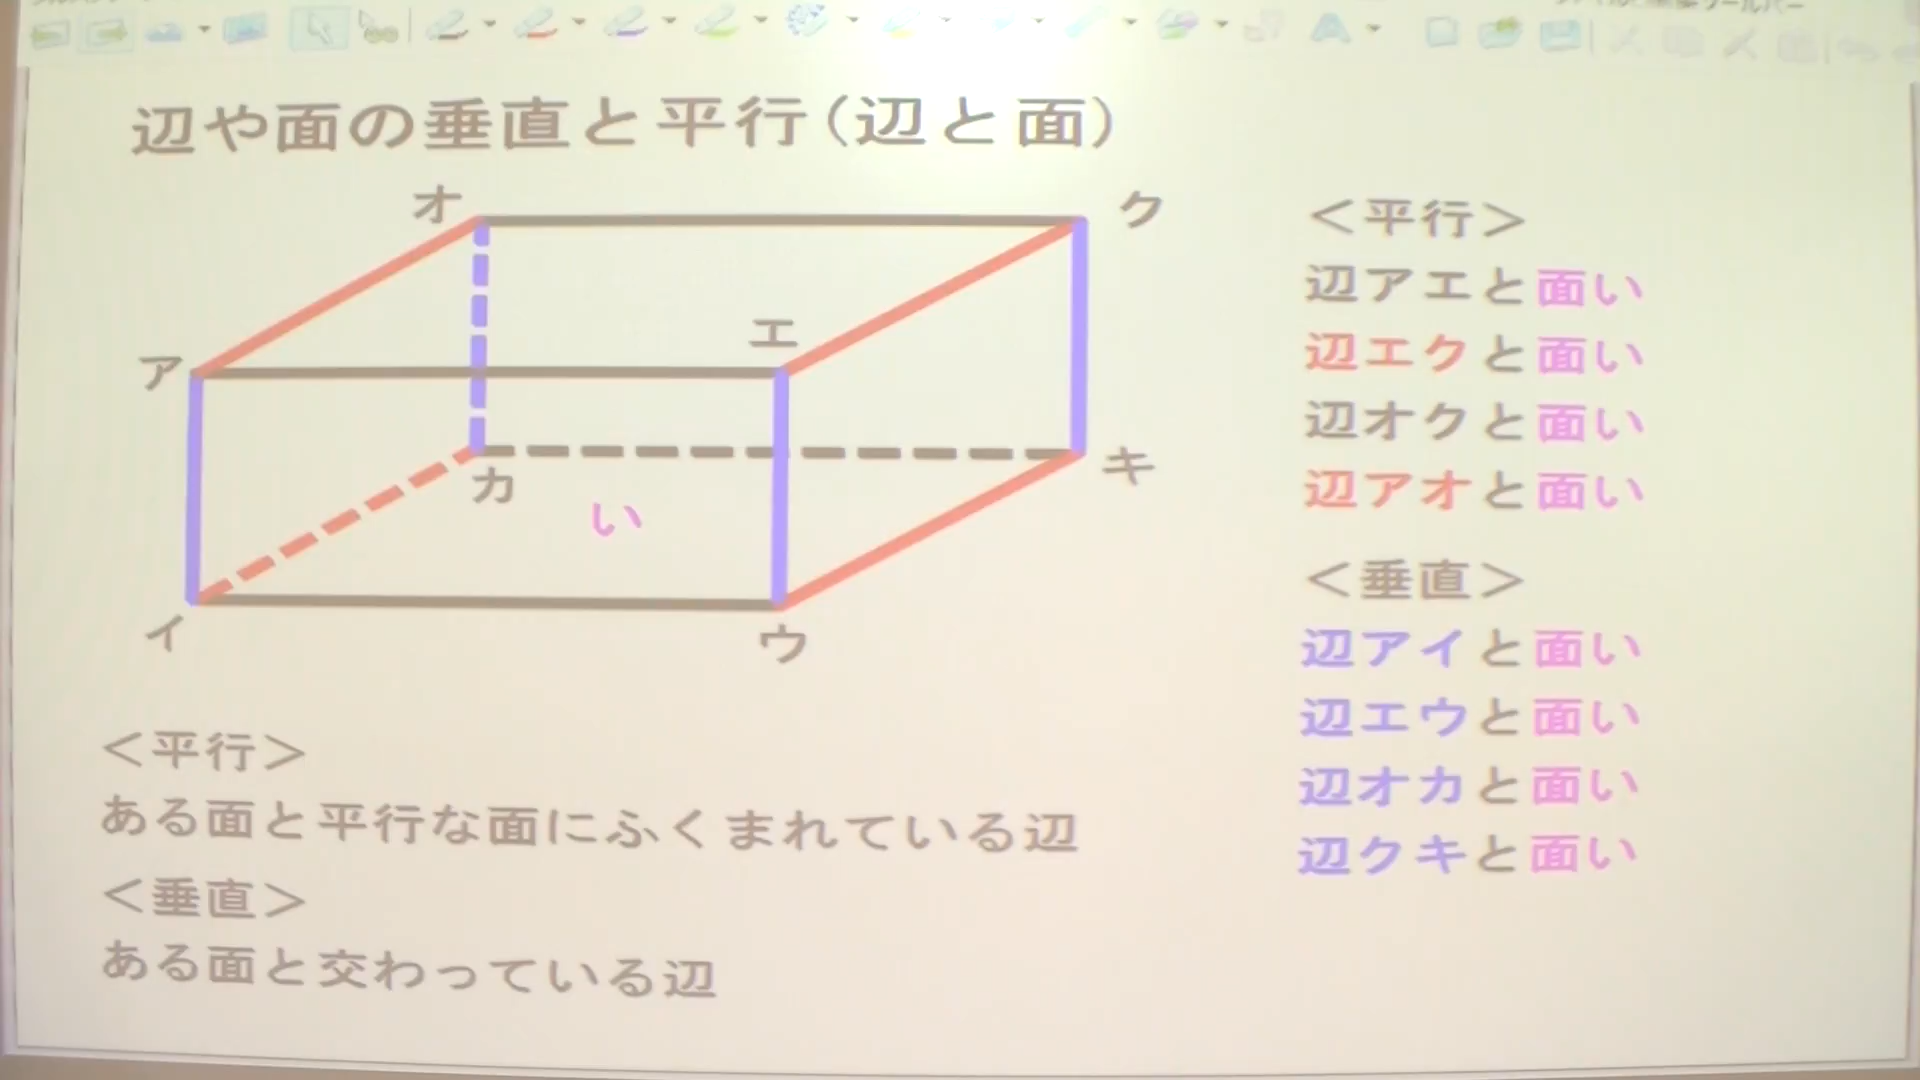 辺や面の垂直と平行(辺と面)
オ
ク
エ
ア
カ
キ
い
イ
ウ
＜平行＞
辺アエと面い
辺エクと面い
辺オクと面い
辺アオと面い
＜垂直＞
辺アイと面い
辺エウと面い
辺オカと面い
辺クキと面い
＜平行＞
ある面と平行な面にふくまれている辺
＜垂直＞
ある面と交わっている辺